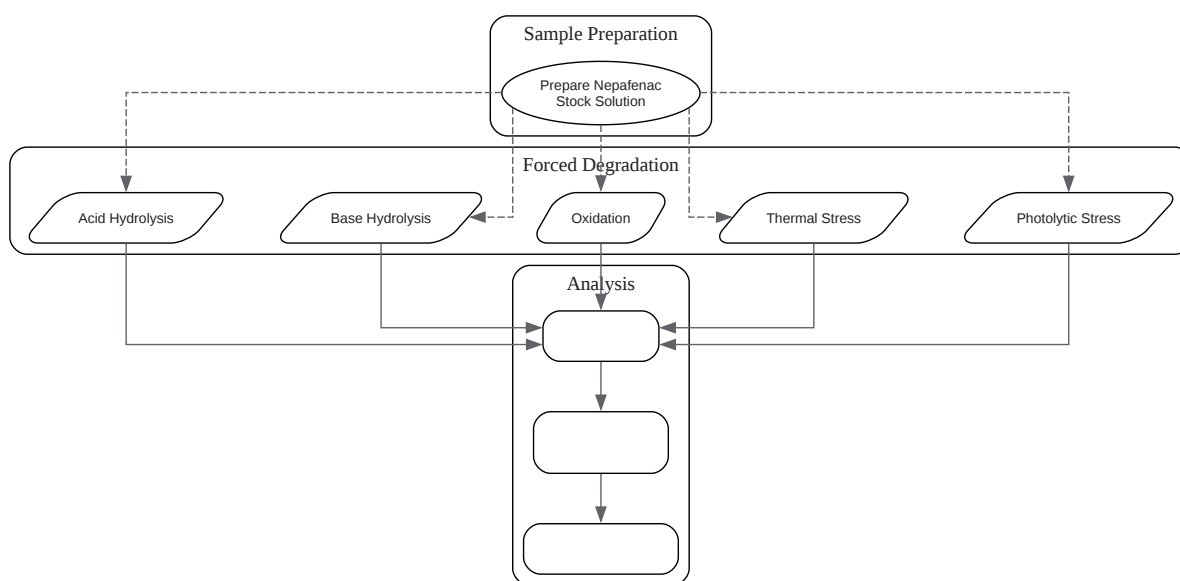 Sample Preparation
Prepare Nepafenac
Stock Solution
Forced Degradation
Acid Hydrolysis
Base Hydrolysis
Oxidation
Thermal Stress
Photolytic Stress
Analysis